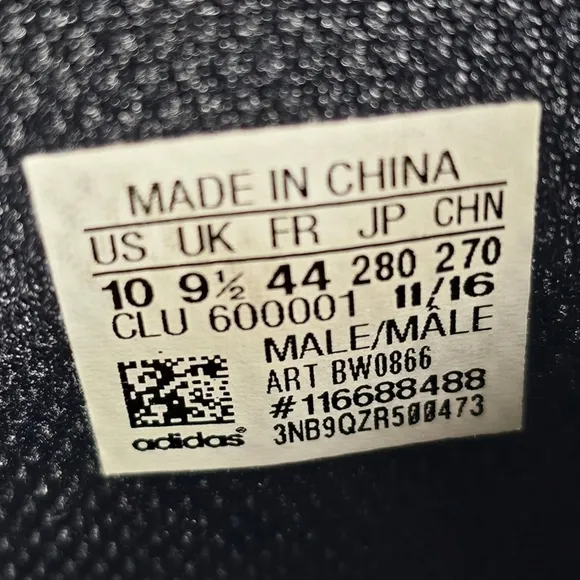 MADE IN CHINA
US UK FR JP CHN
10 9½ 44 280 270
CLU 600001 11/16
MALE/MÂLE
ART BW0866
#116688488
3NB9QZR500473
adidas®